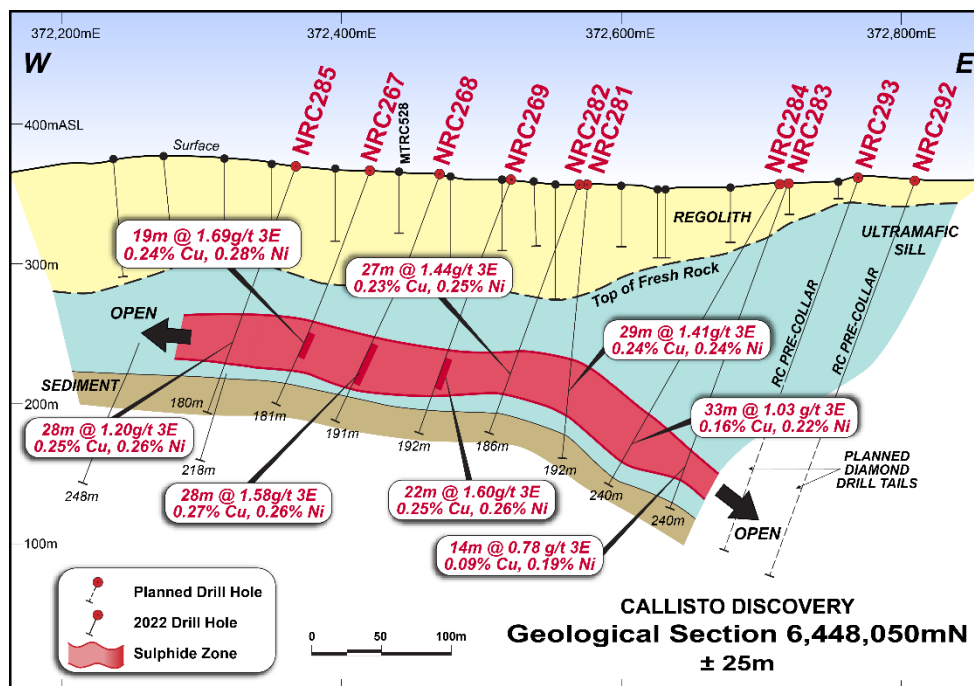 372,200mE
372,400mE
372,600mE
372,800mE
W
E
NRC285
NRC267
MTRC528
NRC268
NRC269
NRC282
NRC281
NRC284
NRC283
NRC293
NRC292
400mASL
Surface
REGOLITH
ULTRAMAFIC
SILL
19m @ 1.69g/t 3E
0.24% Cu, 0.28% Ni
27m @ 1.44g/t 3E
0.23% Cu, 0.25% Ni
300m
Top of Fresh Rock
OPEN
29m @ 1.41g/t 3E
0.24% Cu, 0.24% Ni
RC PRE-COLLAR
RC PRE-COLLAR
SEDIMENT
200m
180m
181m
191m
192m
186m
33m @ 1.03 g/t 3E
0.16% Cu, 0.22% Ni
28m @ 1.20g/t 3E
0.25% Cu, 0.26% Ni
218m
192m
248m
240m
240m
PLANNED
DIAMOND
DRILL TAILS
28m @ 1.58g/t 3E
0.27% Cu, 0.26% Ni
22m @ 1.60g/t 3E
0.25% Cu, 0.26% Ni
OPEN
100m
14m @ 0.78 g/t 3E
0.09% Cu, 0.19% Ni
Planned Drill Hole
2022 Drill Hole
Sulphide Zone
0
50
100m
CALLISTO DISCOVERY
Geological Section 6,448,050mN
± 25m